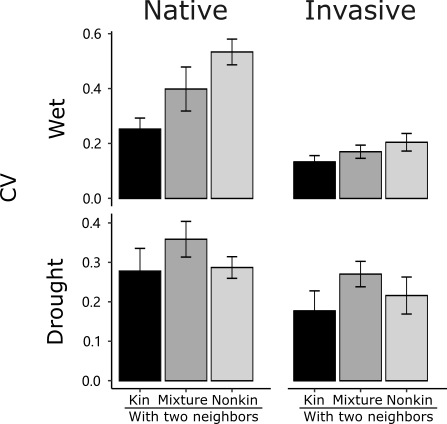 Native Invasive
CV
Wet
0.6
0.4
0.2
0.0
Drought
0.4
0.3
0.2
0.1
0.0
Kin Mixture Nonkin Kin Mixture Nonkin
With two neighbors With two neighbors